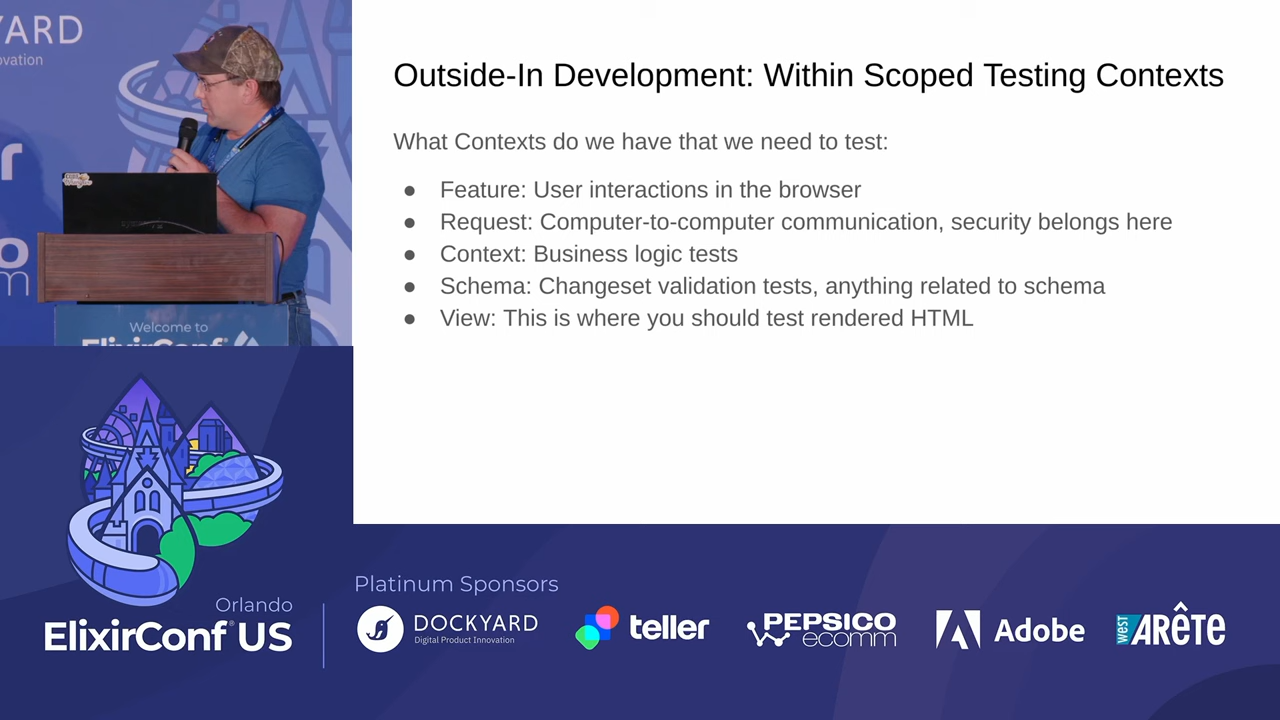 YARD
ovation
Welcome to
ElixirConf
Outside-In Development: Within Scoped Testing Contexts
What Contexts do we have that we need to test:
● Feature: User interactions in the browser
● Request: Computer-to-computer communication, security belongs here
● Context: Business logic tests
● Schema: Changeset validation tests, anything related to schema
● View: This is where you should test rendered HTML
Orlando
ElixirConf® US
Platinum Sponsors
DOCKYARD
Digital Product Innovation
teller
PEPSICO
ecomm
Adobe
west ARÊTE